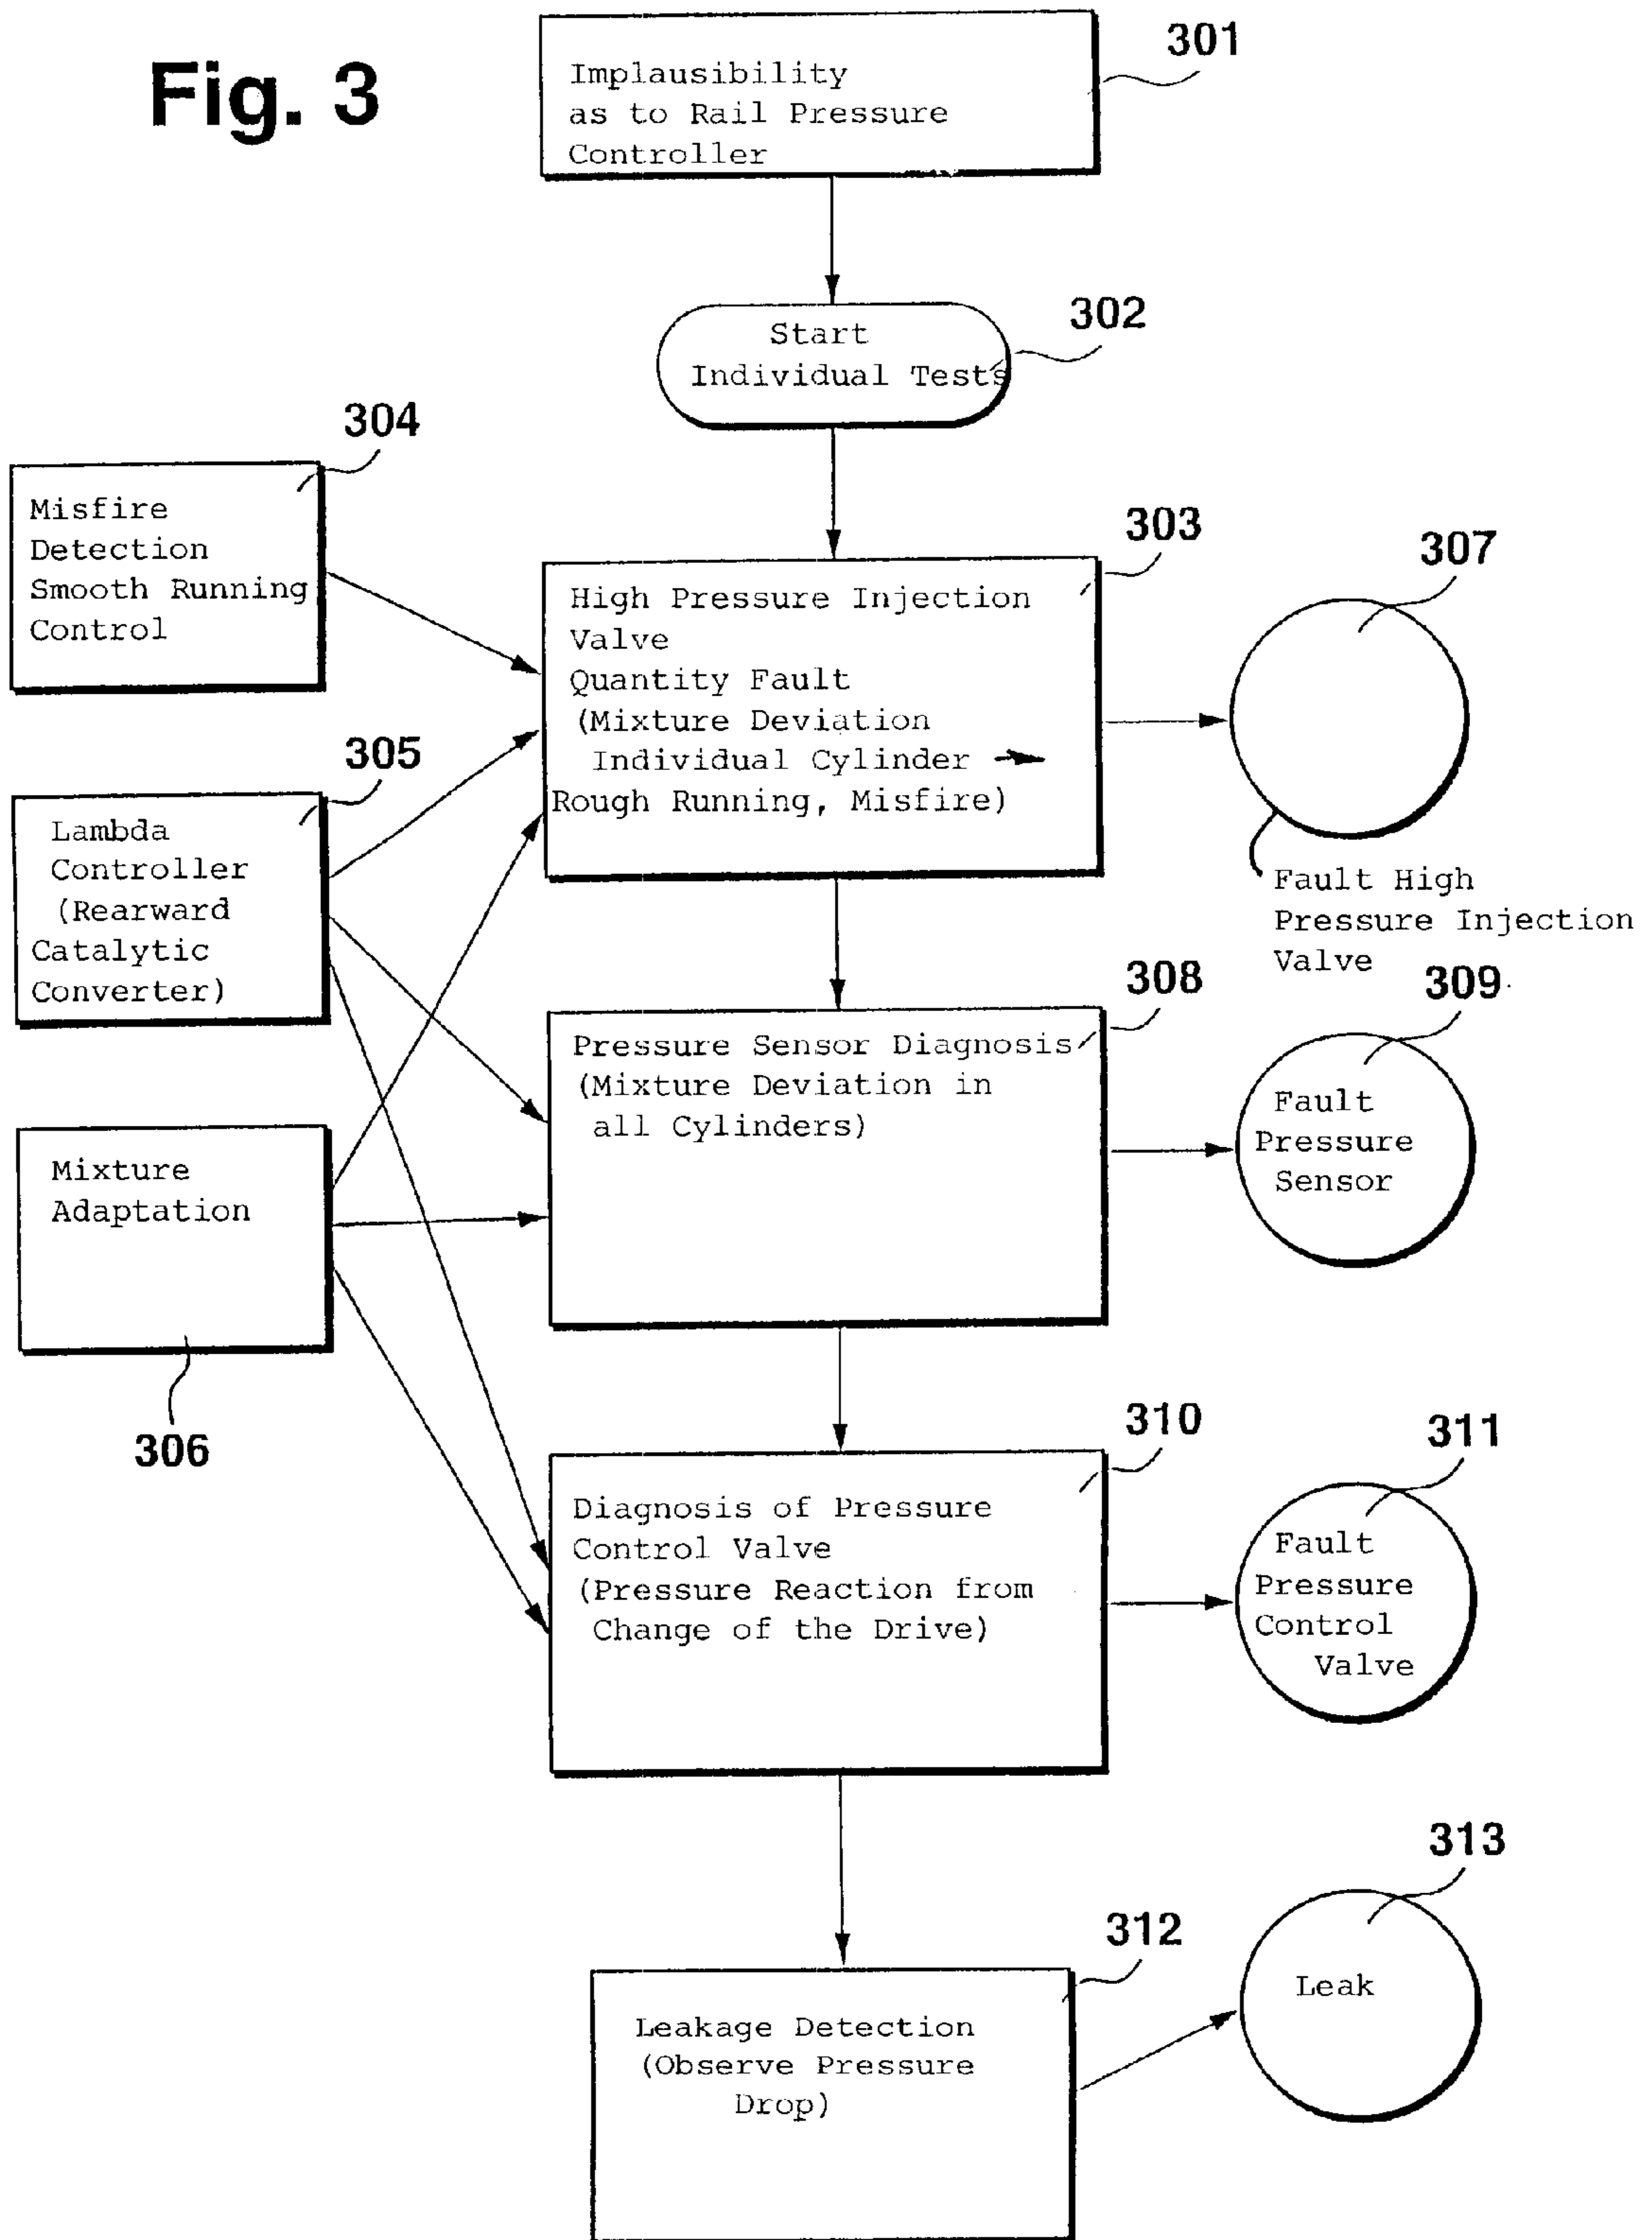 Fig. 3
301
Implausibility
as to Rail Pressure
Controller
302
Start
Individual Tests
304
Misfire
Detection
Smooth Running
Control
303
High Pressure Injection
Valve
Quantity Fault
(Mixture Deviation
Individual Cylinder →
Rough Running, Misfire)
307
Fault High
Pressure Injection
Valve
305
Lambda
Controller
(Rearward
Catalytic
Converter)
308
Pressure Sensor Diagnosis
(Mixture Deviation in
all Cylinders)
309
Fault
Pressure
Sensor
Mixture
Adaptation
306
310
Diagnosis of Pressure
Control Valve
(Pressure Reaction from
Change of the Drive)
311
Fault
Pressure
Control
Valve
312
Leakage Detection
(Observe Pressure
Drop)
313
Leak